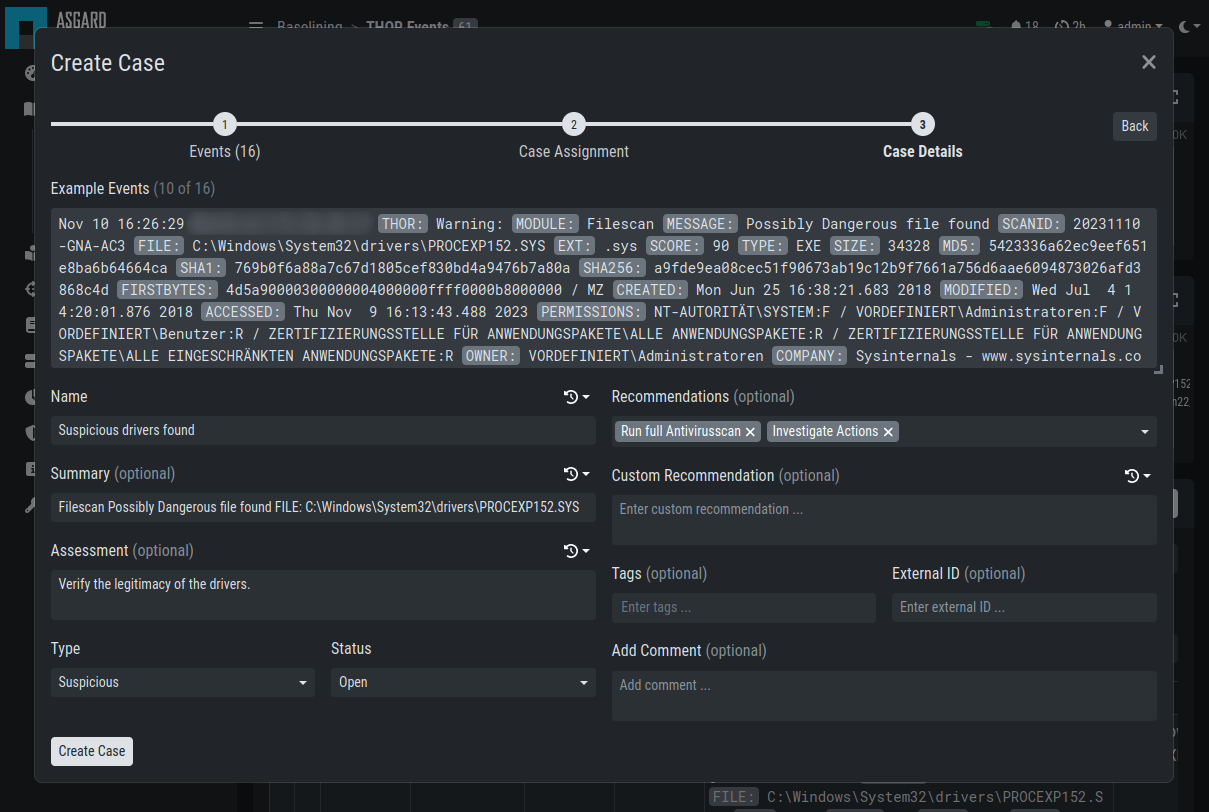 ASGARD
Baselining > THOR Events 61
18 2h admin
Create Case
1 2 3
Back
Events (16) Case Assignment Case Details
Example Events (10 of 16)
Nov 10 16:26:29 THOR: Warning: MODULE: Filescan MESSAGE: Possibly Dangerous file found SCANID: 20231110
-GNA-AC3 FILE: C:\Windows\System32\drivers\PROCEXP152.SYS EXT: .sys SCORE: 90 TYPE: EXE SIZE: 34328 MD5: 5423336a62ec9eef651
e8ba6b64664ca SHA1: 769b0f6a88a7c67d1805cef830bd4a9476b7a80a SHA256: a9fde9ea08cec51f90673ab19c12b9f7661a756d6aae6094873026afd3
868c4d FIRSTBYTES: 4d5a90000300000004000000ffff0000b8000000 / MZ CREATED: Mon Jun 25 16:38:21.683 2018 MODIFIED: Wed Jul  4 1
4:20:01.876 2018 ACCESSED: Thu Nov  9 16:13:43.488 2023 PERMISSIONS: NT-AUTORITÄT\SYSTEM:F / VORDEFINIERT\Administratoren:F / V
ORDEFINIERT\Benutzer:R / ZERTIFIZIERUNGSSTELLE FÜR ANWENDUNGSPAKETE\ALLE ANWENDUNGSPAKETE:R / ZERTIFIZIERUNGSSTELLE FÜR ANWENDUNG
SPAKETE\ALLE EINGESCHRÄNKTEN ANWENDUNGSPAKETE:R OWNER: VORDEFINIERT\Administratoren COMPANY: Sysinternals - www.sysinternals.co
Name
Suspicious drivers found
Summary (optional)
Filescan Possibly Dangerous file found FILE: C:\Windows\System32\drivers\PROCEXP152.SYS
Assessment (optional)
Verify the legitimacy of the drivers.
Type Status
Suspicious Open
Recommendations (optional)
Run full Antivirusscan Investigate Actions
Custom Recommendation (optional)
Enter custom recommendation ...
Tags (optional) External ID (optional)
Enter tags ... Enter external ID ...
Add Comment (optional)
Add comment ...
Create Case
FILE: C:\Windows\System32\drivers\PROCEXP152.S